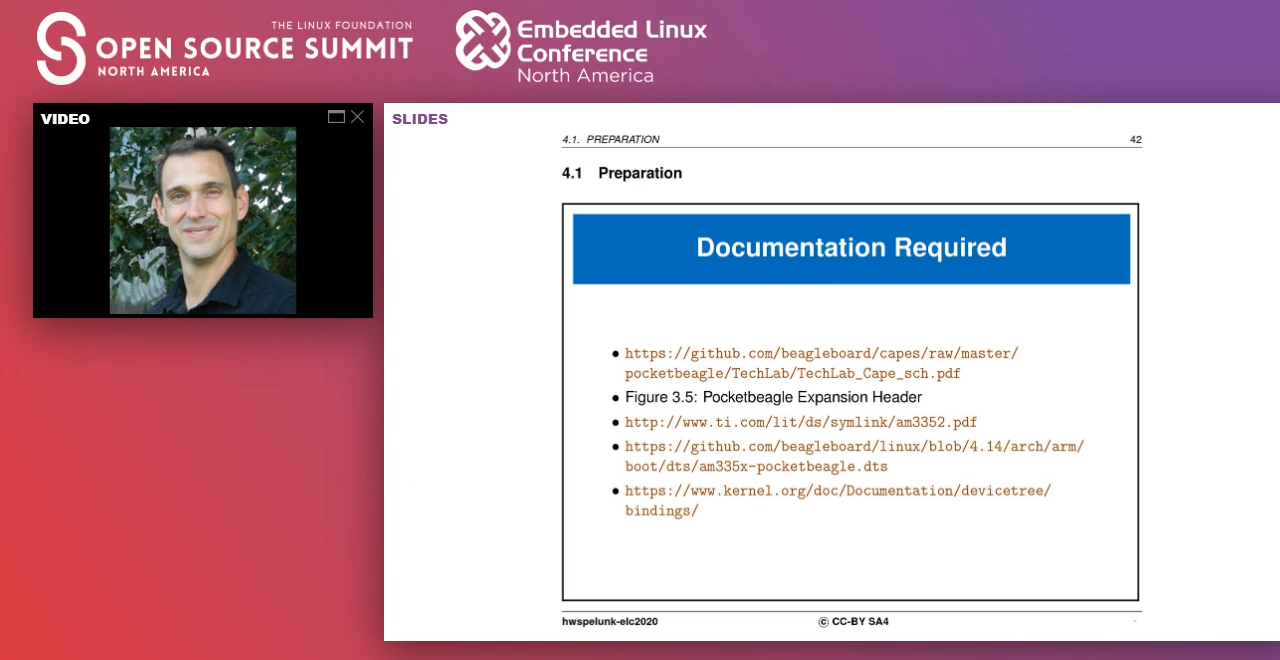 THE LINUX FOUNDATION
OPEN SOURCE SUMMIT
NORTH AMERICA
Embedded Linux
Conference
North America
VIDEO
SLIDES
4.1. PREPARATION 42
4.1 Preparation
Documentation Required
• https://github.com/beagleboard/capes/raw/master/
pocketbeagle/TechLab/TechLab_Cape_sch.pdf
• Figure 3.5: Pocketbeagle Expansion Header
• http://www.ti.com/lit/ds/symlink/am3352.pdf
• https://github.com/beagleboard/linux/blob/4.14/arch/arm/
boot/dts/am335x-pocketbeagle.dts
• https://www.kernel.org/doc/Documentation/devicetree/
bindings/
hwspelunk-elc2020 © CC-BY SA4